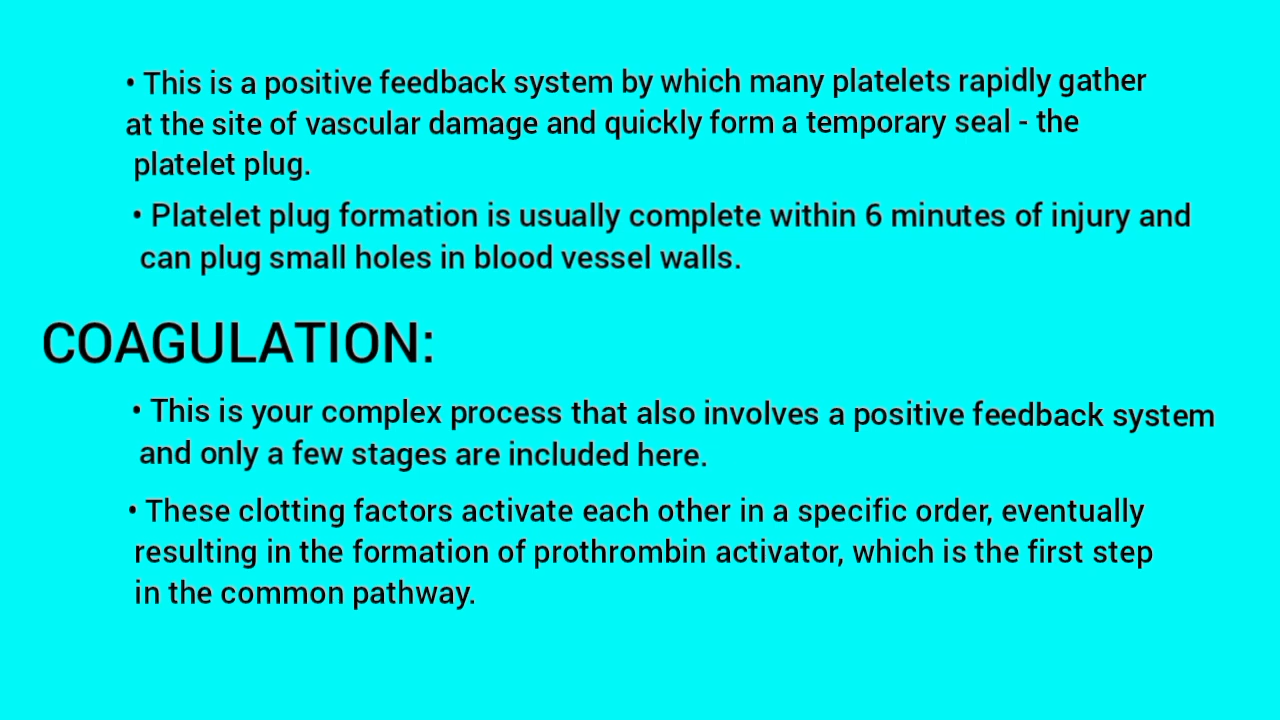 • This is a positive feedback system by which many platelets rapidly gather
at the site of vascular damage and quickly form a temporary seal - the
platelet plug.
• Platelet plug formation is usually complete within 6 minutes of injury and
can plug small holes in blood vessel walls.
COAGULATION:
• This is your complex process that also involves a positive feedback system
and only a few stages are included here.
• These clotting factors activate each other in a specific order, eventually
resulting in the formation of prothrombin activator, which is the first step
in the common pathway.